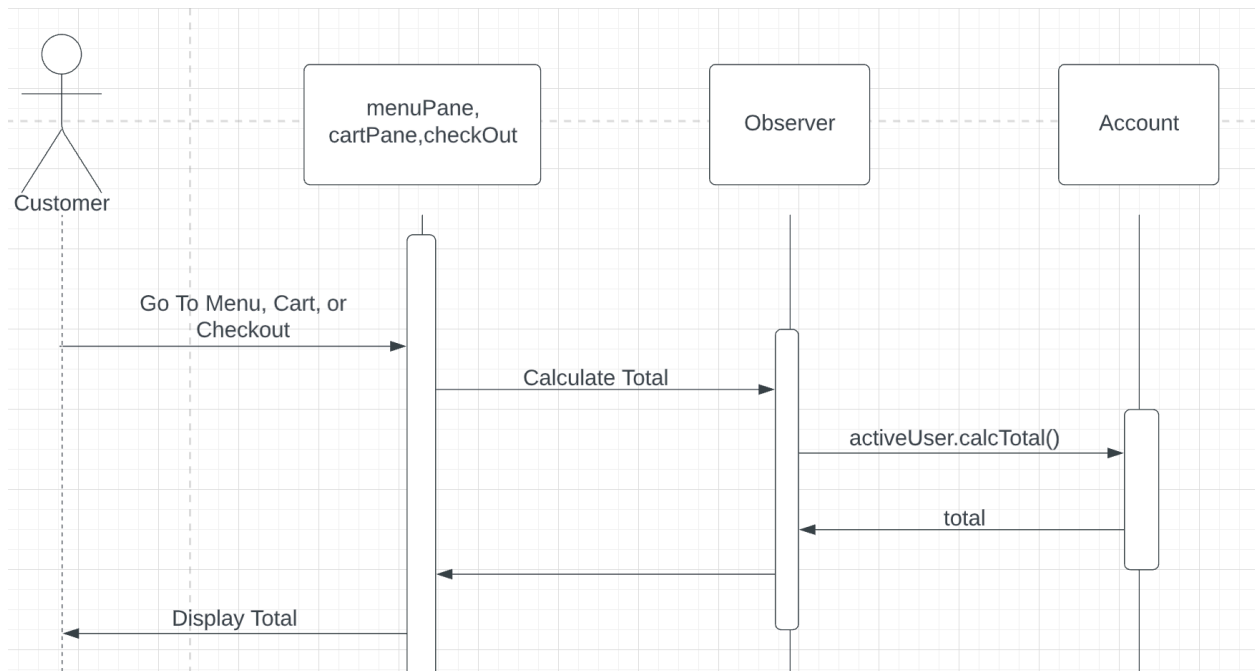 menuPane,
cartPane,checkOut
Observer
Account
Customer
Go To Menu, Cart, or
Checkout
Calculate Total
activeUser.calcTotal()
total
Display Total